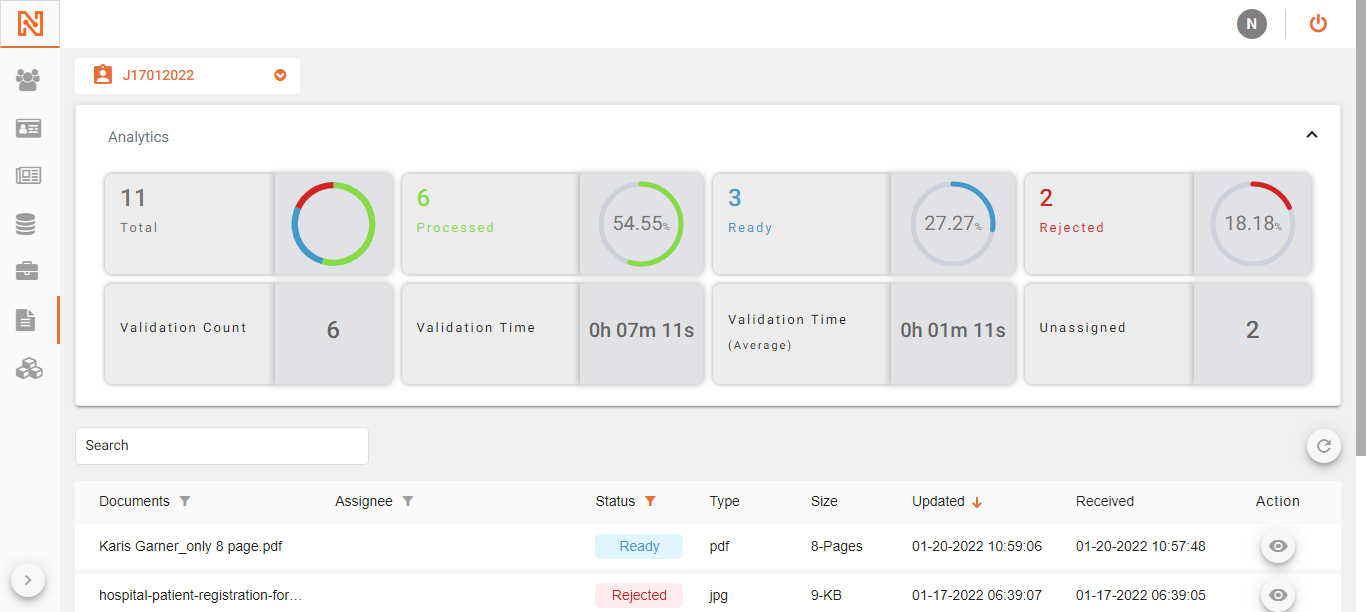 N
J17012022
Analytics
11
Total
6
Processed
54.55%
3
Ready
27.27%
2
Rejected
18.18%
Validation Count
6
Validation Time
0h 07m 11s
Validation Time
(Average)
0h 01m 11s
Unassigned
2
Search
Documents Assignee Status Type Size Updated Received Action
Karis Garner_only 8 page.pdf Ready pdf 8-Pages 01-20-2022 10:59:06 01-20-2022 10:57:48
hospital-patient-registration-for… Rejected jpg 9-KB 01-17-2022 06:39:07 01-17-2022 06:39:05